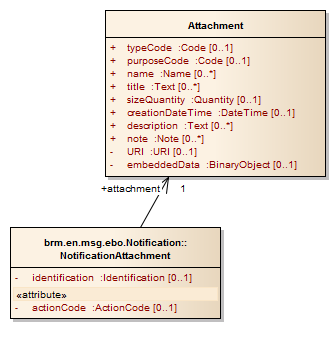 Attachment
+ typeCode :Code [0..1]
+ purposeCode :Code [0..1]
+ name :Name [0..*]
+ title :Text [0..*]
+ sizeQuantity :Quantity [0..1]
+ creationDateTime :DateTime [0..1]
+ description :Text [0..*]
+ note :Note [0..*]
- URI :URI [0..1]
- embeddedData :BinaryObject [0..1]
+attachment 1
brm.en.msg.ebo.Notification::
NotificationAttachment
- identification :Identification [0..1]
«attribute»
- actionCode :ActionCode [0..1]